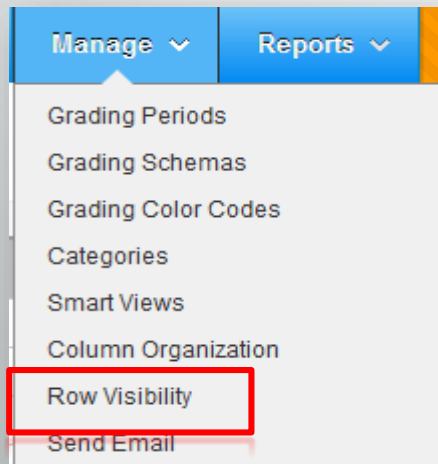 Manage Reports
Grading Periods
Grading Schemas
Grading Color Codes
Categories
Smart Views
Column Organization
Row Visibility
Send Email